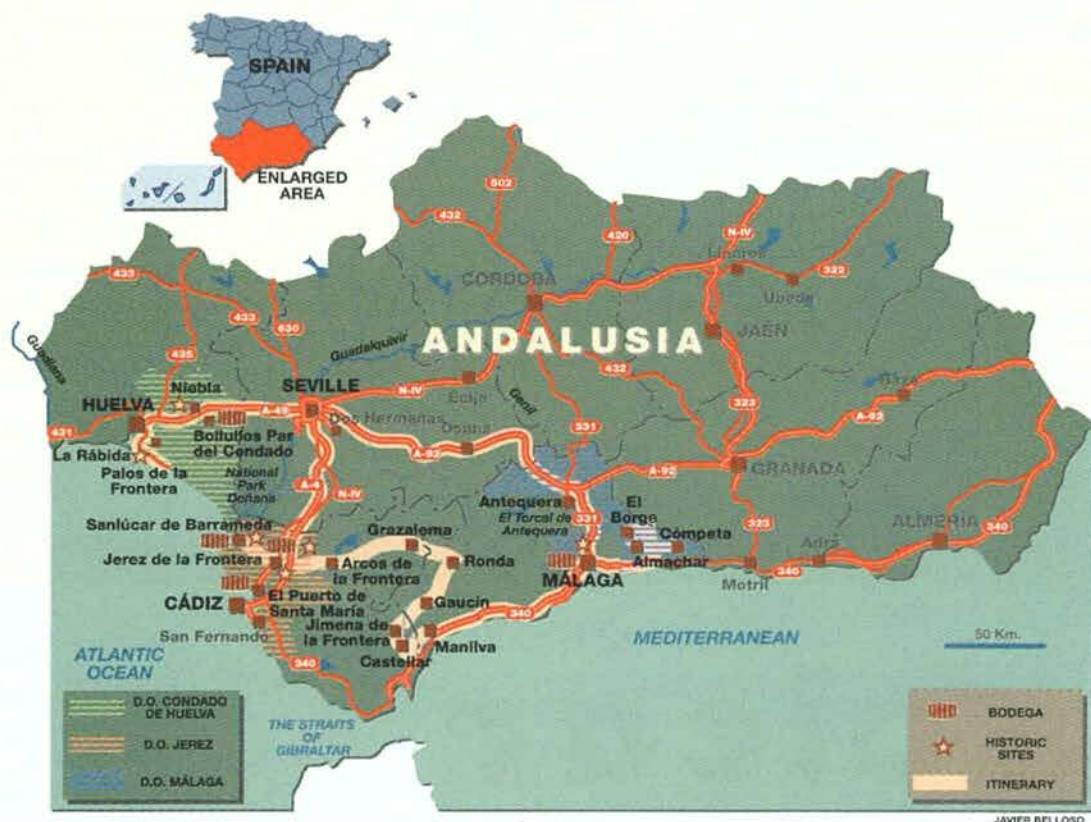 SPAIN
ENLARGED
AREA
502
432
420
N-IV
322
Linares
Ubeda
433
435
433
630
CÓRDOBA
JAÉN
ANDALUSIA
Guadiana
Guadalquivir
432
323
Niebla
SEVILLE
N-IV
Ecija
Genil
Baza
A-92
HUELVA
A-49
Dos Hermanas
Osuna
331
431
Bollullos Par
del Condado
A-92
A-92
GRANADA
La Rábida
Palos de la
Frontera
National
Park
Doñana
A-4
N-IV
Antequera
El Torcal de
Antequera
331
El
Borge
323
ALMERÍA
340
Sanlúcar de Barrameda
Grazalema
Cómpeta
Jerez de la Frontera
Arcos de
la Frontera
Ronda
MÁLAGA
Almachar
Motril
Adra
340
CÁDIZ
El Puerto de
Santa María
Gaucín
340
San Fernando
Jimena de
la Frontera
Manilva
MEDITERRANEAN
50 Km.
Castellar
340
ATLANTIC
OCEAN
THE STRAITS
OF
GIBRALTAR
D.O. CONDADO
DE HUELVA
D.O. JEREZ
D.O. MÁLAGA
BODEGA
HISTORIC
SITES
ITINERARY
JAVIER BELLOSO